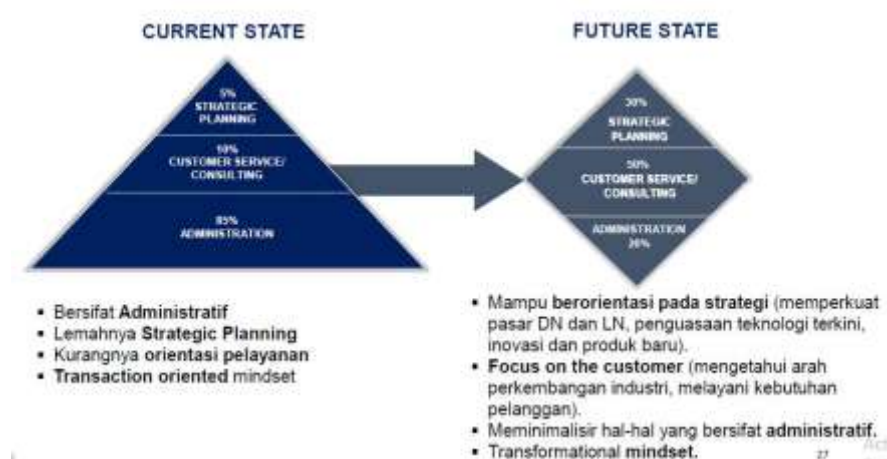 CURRENT STATE
5%
STRATEGIC
PLANNING
10%
CUSTOMER SERVICE/
CONSULTING
85%
ADMINISTRATION
▪ Bersifat Administratif
▪ Lemahnya Strategic Planning
▪ Kurangnya orientasi pelayanan
▪ Transaction oriented mindset
FUTURE STATE
30%
STRATEGIC
PLANNING
50%
CUSTOMER SERVICE/
CONSULTING
ADMINISTRATION
20%
▪ Mampu berorientasi pada strategi (memperkuat
pasar DN dan LN, penguasaan teknologi terkini,
inovasi dan produk baru).
▪ Focus on the customer (mengetahui arah
perkembangan industri, melayani kebutuhan
pelanggan).
▪ Meminimalisir hal-hal yang bersifat administratif.
▪ Transformational mindset.
27